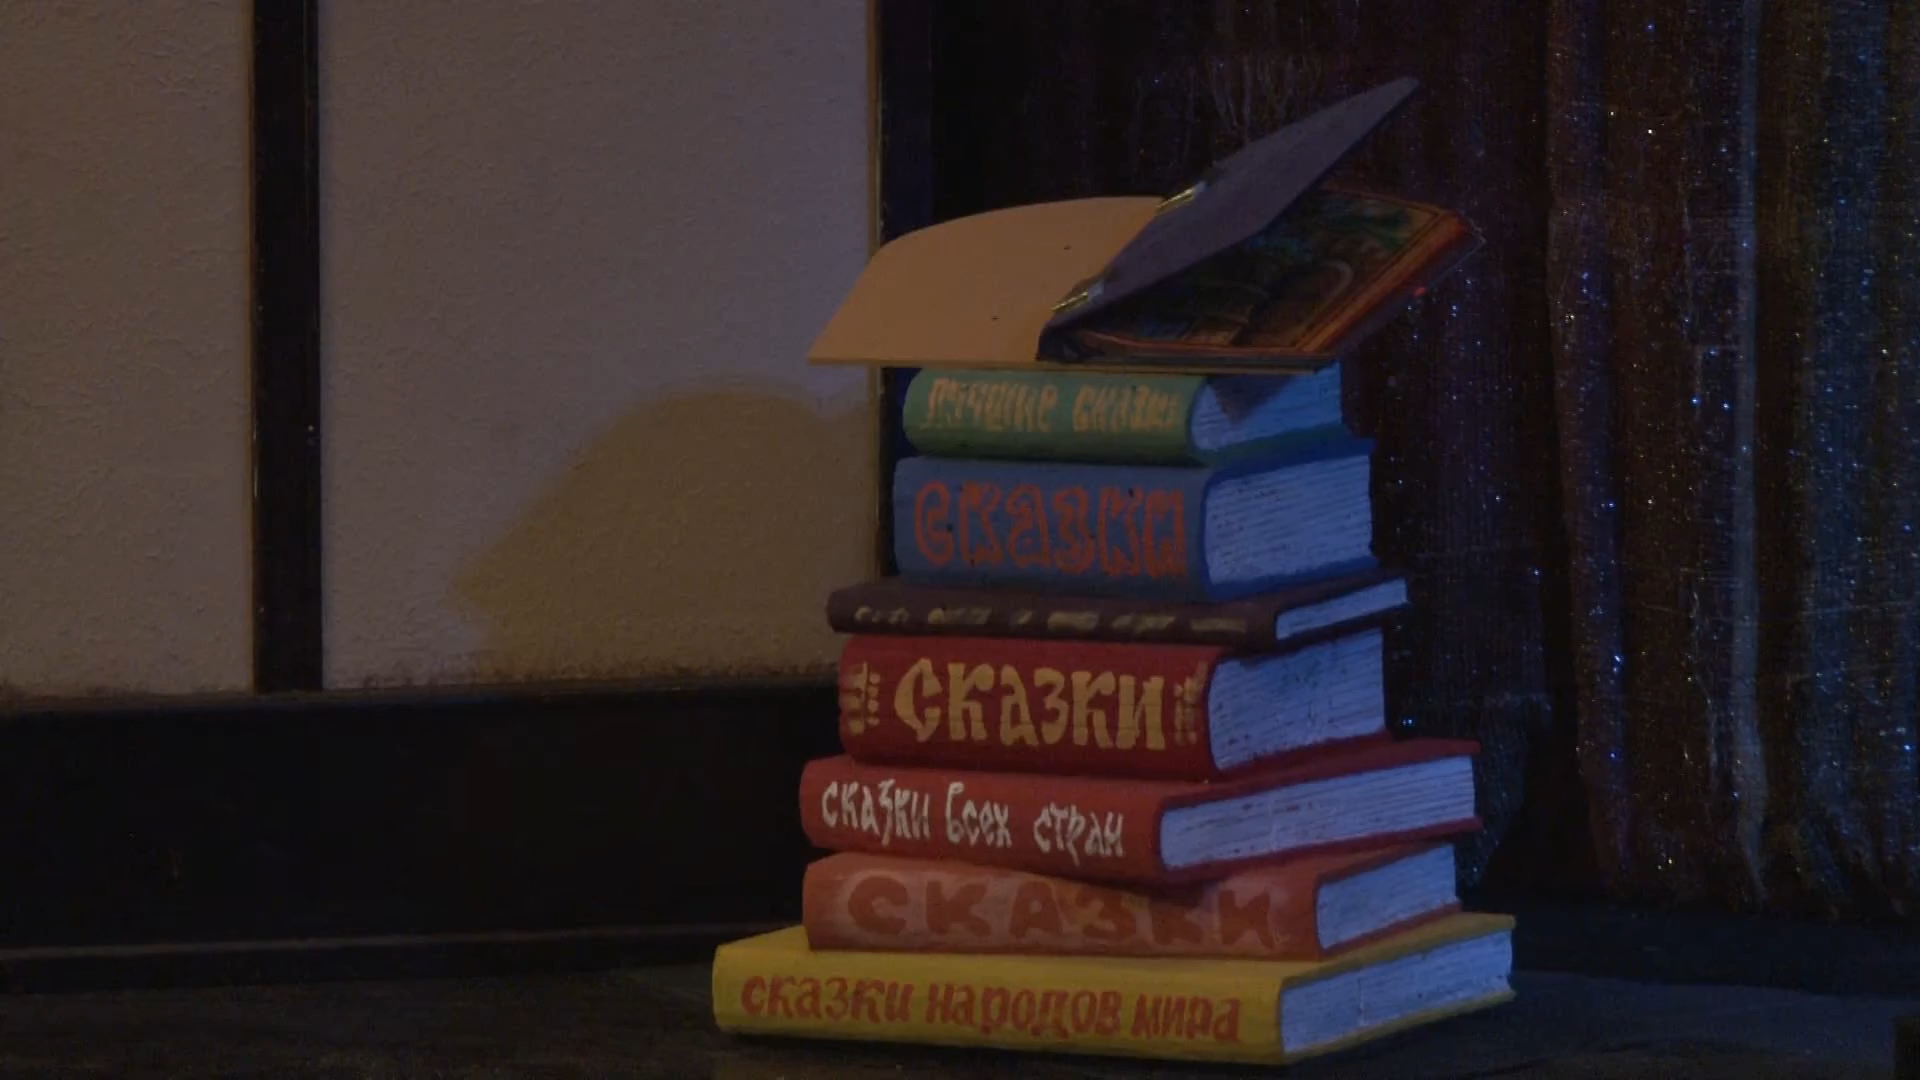 лучшие сказки
сказки
сказки
сказки всех стран
сказки
сказки народов мира